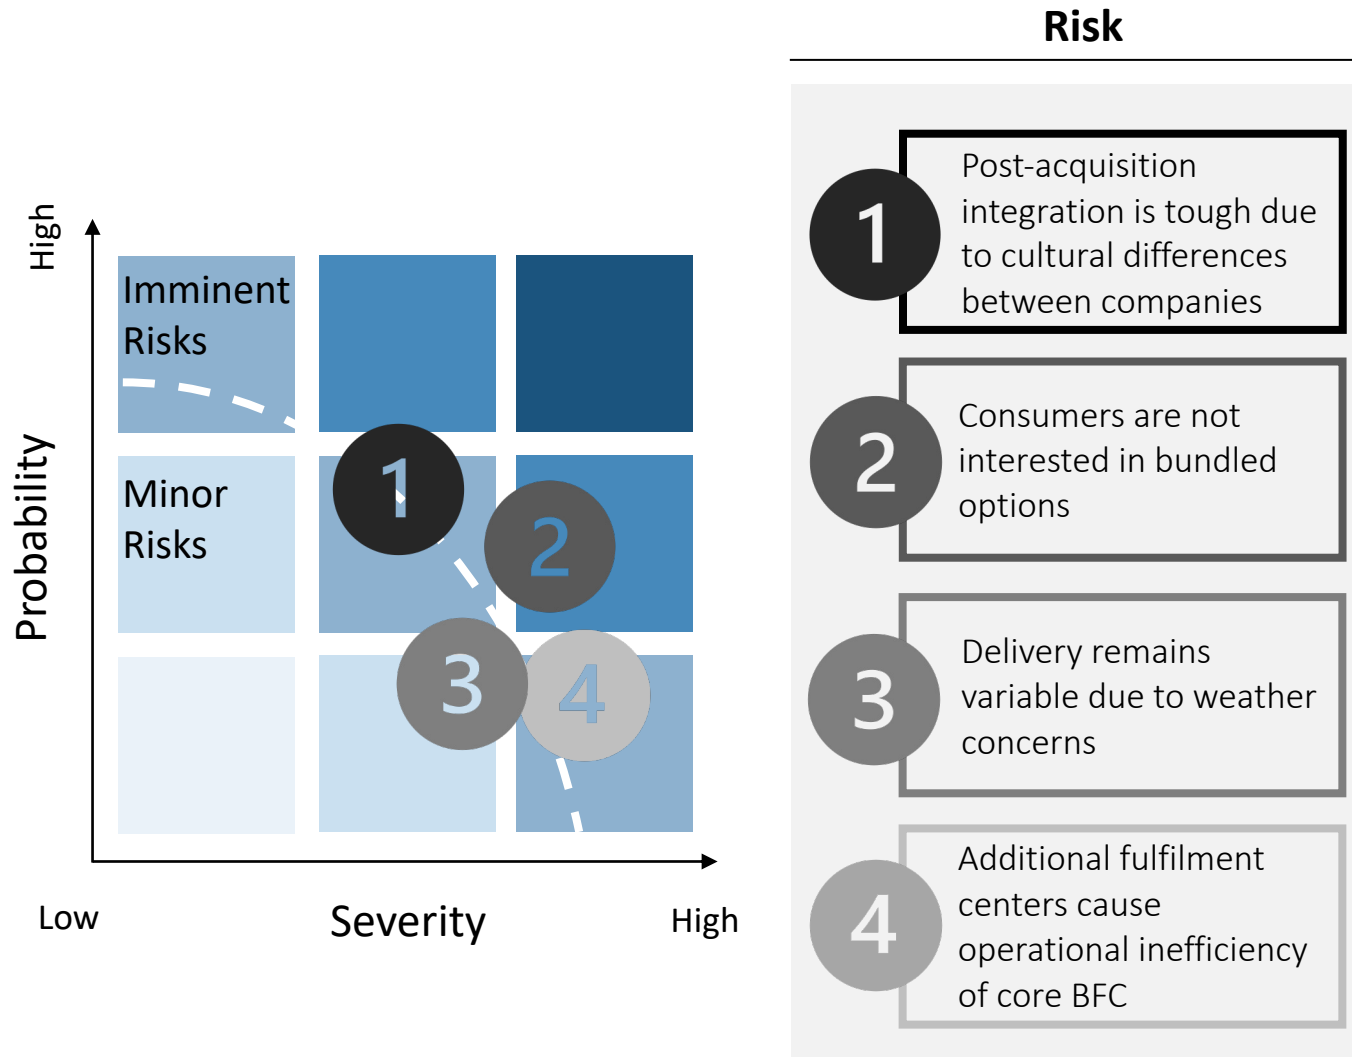 Risk
High
Probability
Imminent
Risks
Minor
Risks
1
2
3
4
Low
Severity
High
1
Post-acquisition
integration is tough due
to cultural differences
between companies
2
Consumers are not
interested in bundled
options
3
Delivery remains
variable due to weather
concerns
4
Additional fulfilment
centers cause
operational inefficiency
of core BFC